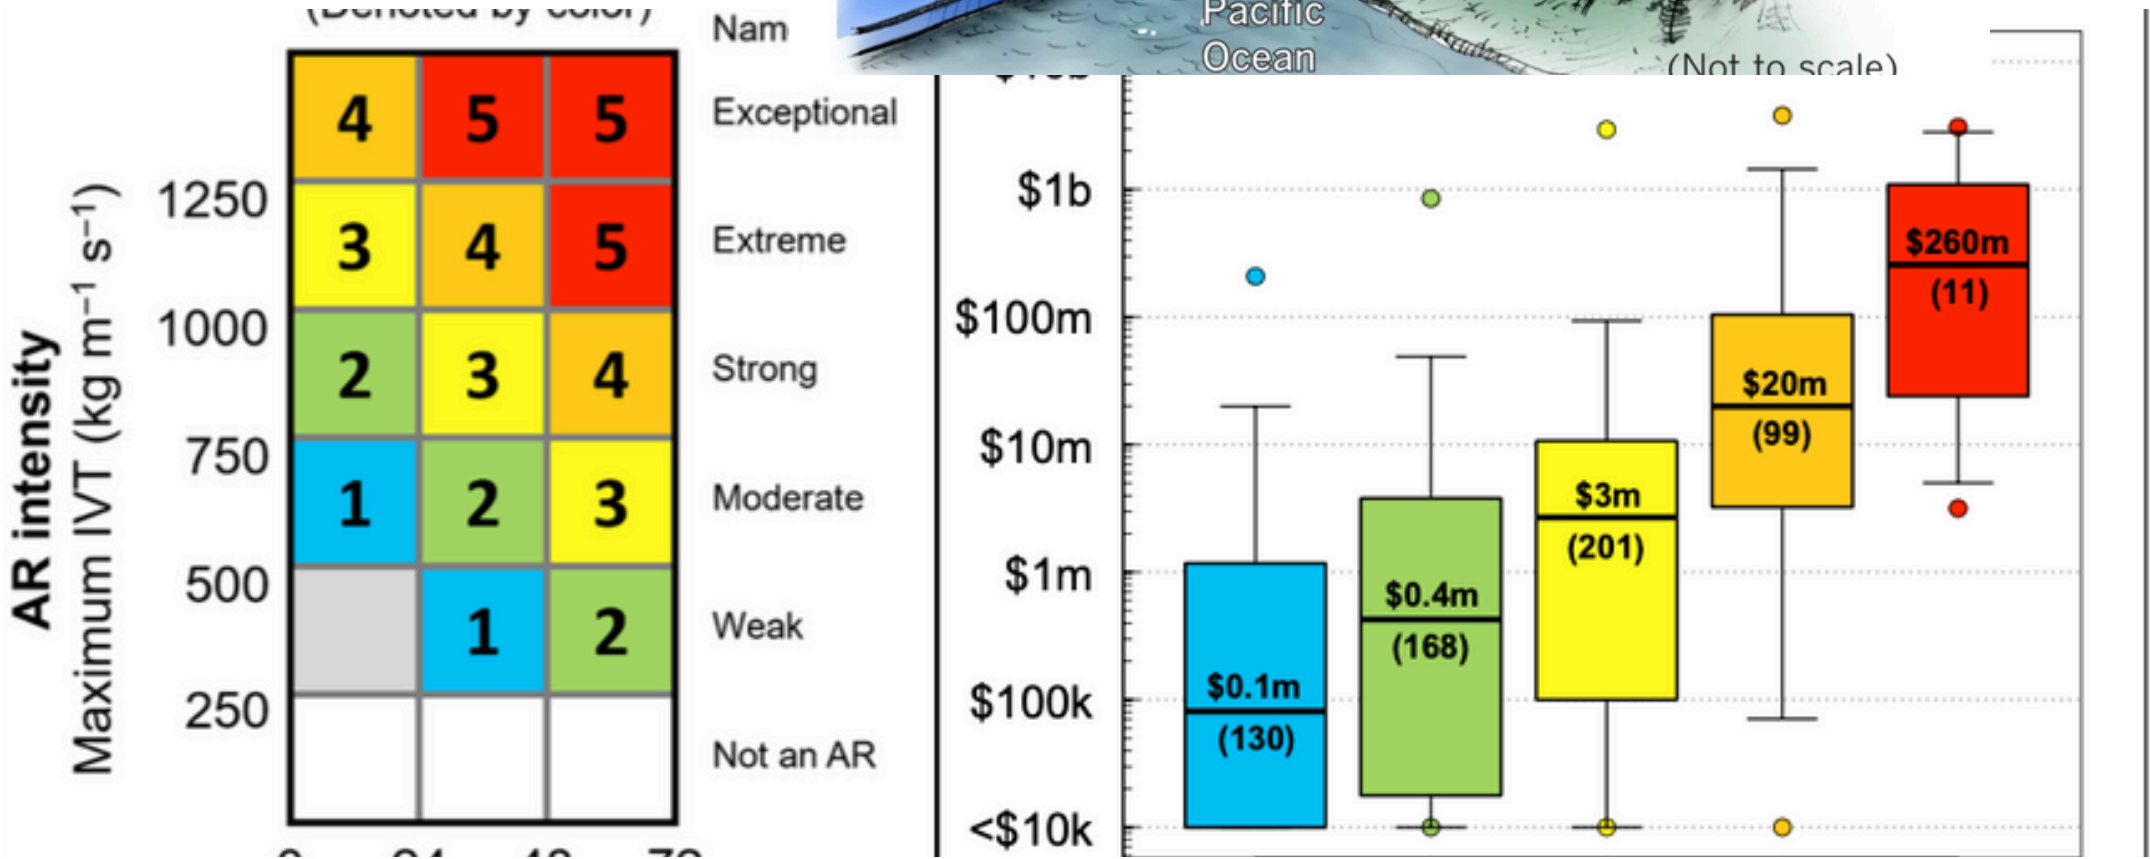 (Denoted by color)
Nam
AR intensity
Maximum IVT (kg m⁻¹ s⁻¹)
4 5 5 Exceptional
1250
3 4 5 Extreme
1000
2 3 4 Strong
750
1 2 3 Moderate
500
1 2 Weak
250
Not an AR
Pacific
Ocean
(Not to scale)
$1b
$100m
$10m
$1m
$100k
<$10k
$0.1m
(130)
$0.4m
(168)
$3m
(201)
$20m
(99)
$260m
(11)